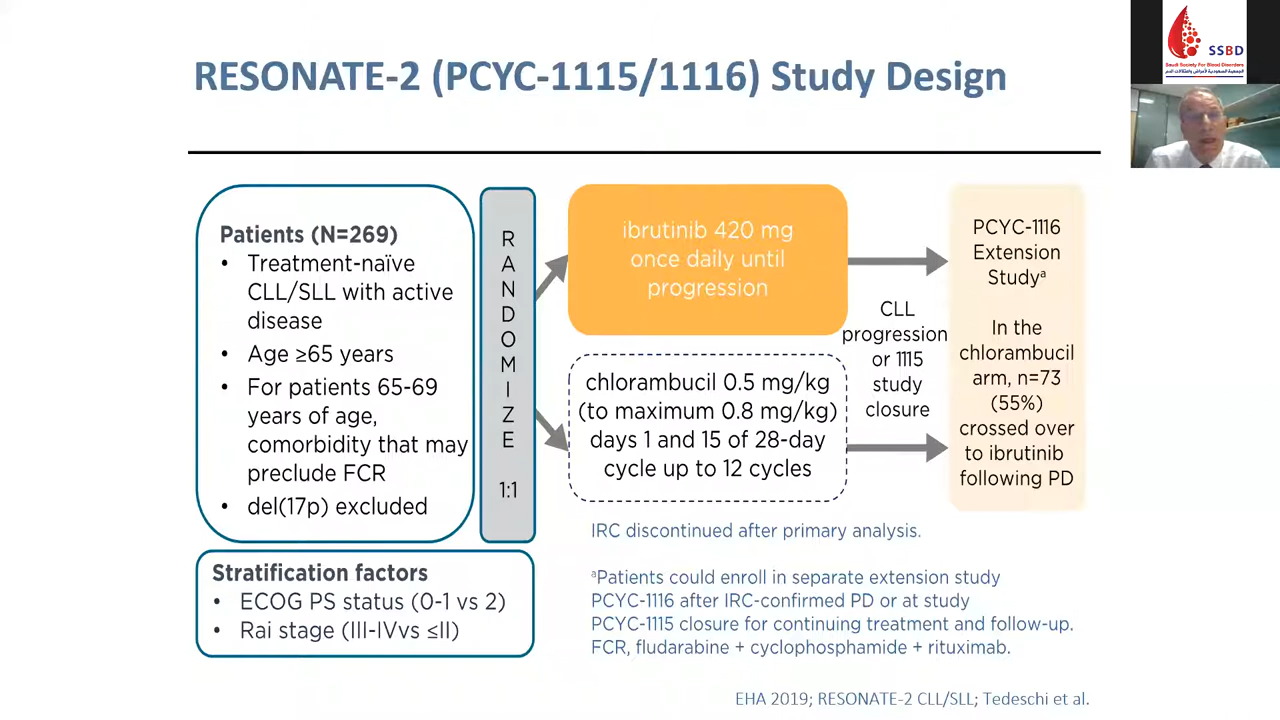 RESONATE-2 (PCYC-1115/1116) Study Design
SSBD
Saudi Society For Blood Disorders
Patients (N=269)
• Treatment-naïve
CLL/SLL with active
disease
• Age ≥65 years
• For patients 65-69
years of age,
comorbidity that may
preclude FCR
• del(17p) excluded
RANDOMIZE
1:1
ibrutinib 420 mg
once daily until
progression
chlorambucil 0.5 mg/kg
(to maximum 0.8 mg/kg)
days 1 and 15 of 28-day
cycle up to 12 cycles
CLL
progression
or 1115
study
closure
PCYC-1116
Extension
Studyᵃ
In the
chlorambucil
arm, n=73
(55%)
crossed over
to ibrutinib
following PD
Stratification factors
• ECOG PS status (0-1 vs 2)
• Rai stage (III-IVvs ≤II)
IRC discontinued after primary analysis.
ᵃPatients could enroll in separate extension study
PCYC-1116 after IRC-confirmed PD or at study
PCYC-1115 closure for continuing treatment and follow-up.
FCR, fludarabine + cyclophosphamide + rituximab.
EHA 2019; RESONATE-2 CLL/SLL; Tedeschi et al.